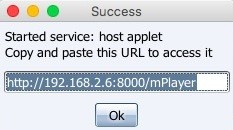 Success
Started service: host applet
Copy and paste this URL to access it
http://192.168.2.6:8000/mPlayer
Ok